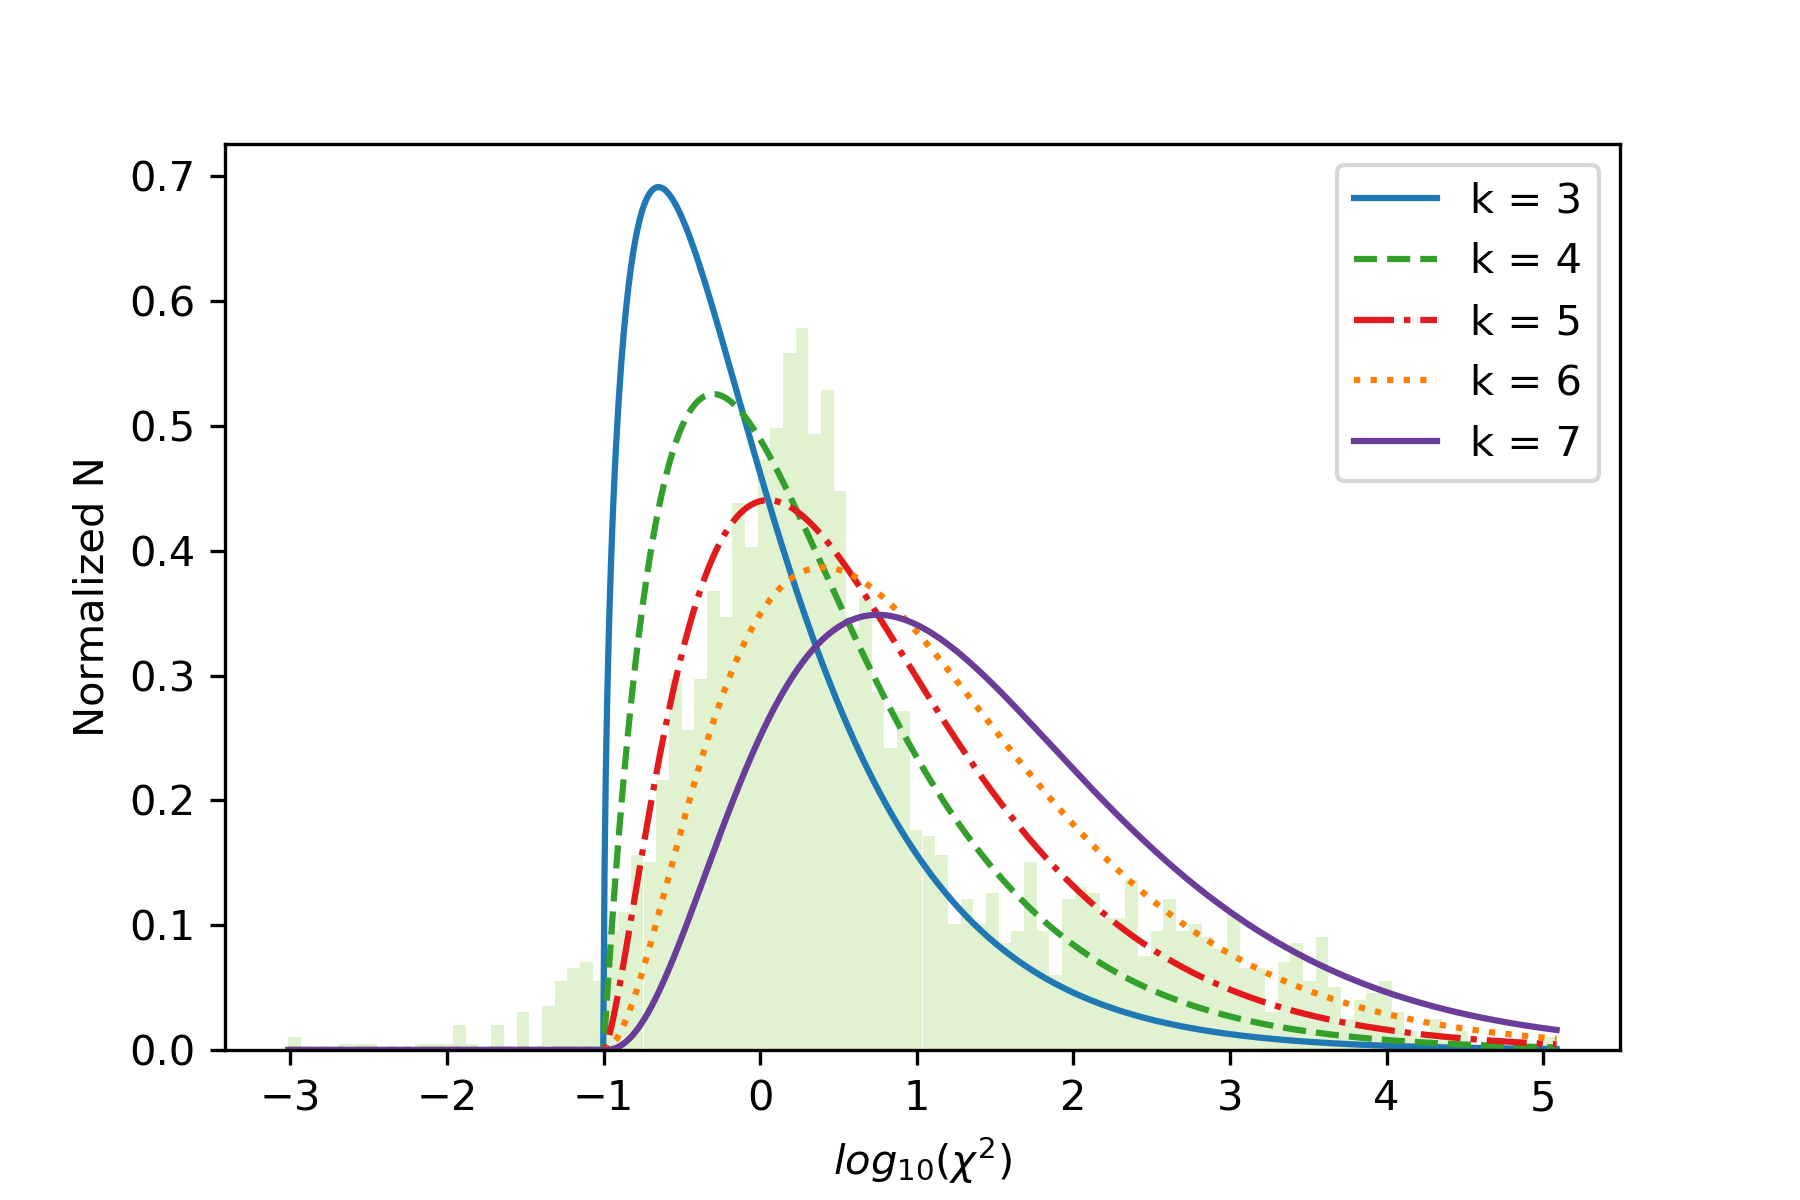 0.7
0.6
0.5
0.4
0.3
0.2
0.1
0.0
Normalized N
−3 −2 −1 0 1 2 3 4 5
log₁₀(χ²)
k = 3
k = 4
k = 5
k = 6
k = 7